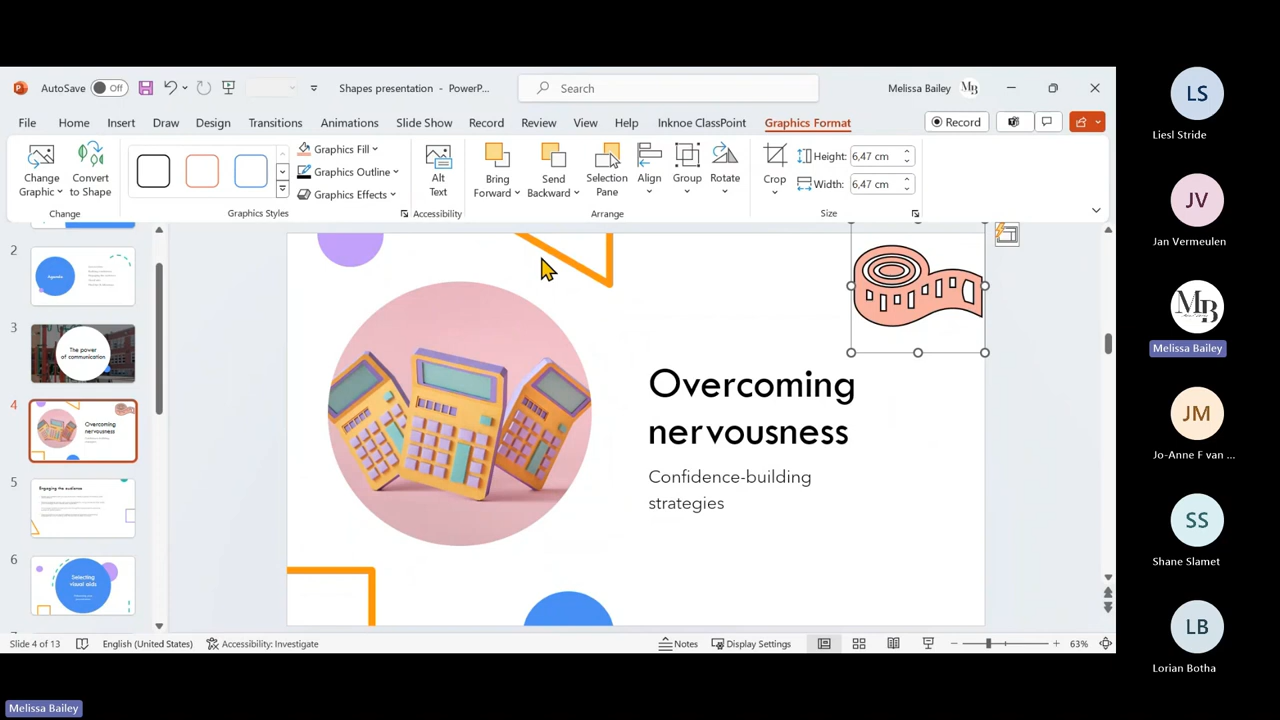 AutoSave
Off
Shapes presentation - PowerP...
Search
Melissa Bailey
File
Home
Insert
Draw
Design
Transitions
Animations
Slide Show
Record
Review
View
Help
Inknoe ClassPoint
Graphics Format
Record
Change
Graphic
Convert
to Shape
Change
Graphics Fill
Graphics Outline
Graphics Effects
Graphics Styles
Alt
Text
Accessibility
Bring
Forward
Send
Backward
Selection
Pane
Align
Group
Rotate
Arrange
Crop
Height:
6,47 cm
Width:
6,47 cm
Size
2
Agenda
3
The power
of communication
4
Overcoming
nervousness
5
Engaging the audience
6
Selecting
visual aids
Overcoming
nervousness
Confidence-building
strategies
Slide 4 of 13
English (United States)
Accessibility: Investigate
Notes
Display Settings
63%
LS
Liesl Stride
JV
Jan Vermeulen
MB
Melissa Bailey
JM
Jo-Anne F van ...
SS
Shane Slamet
LB
Lorian Botha
Melissa Bailey